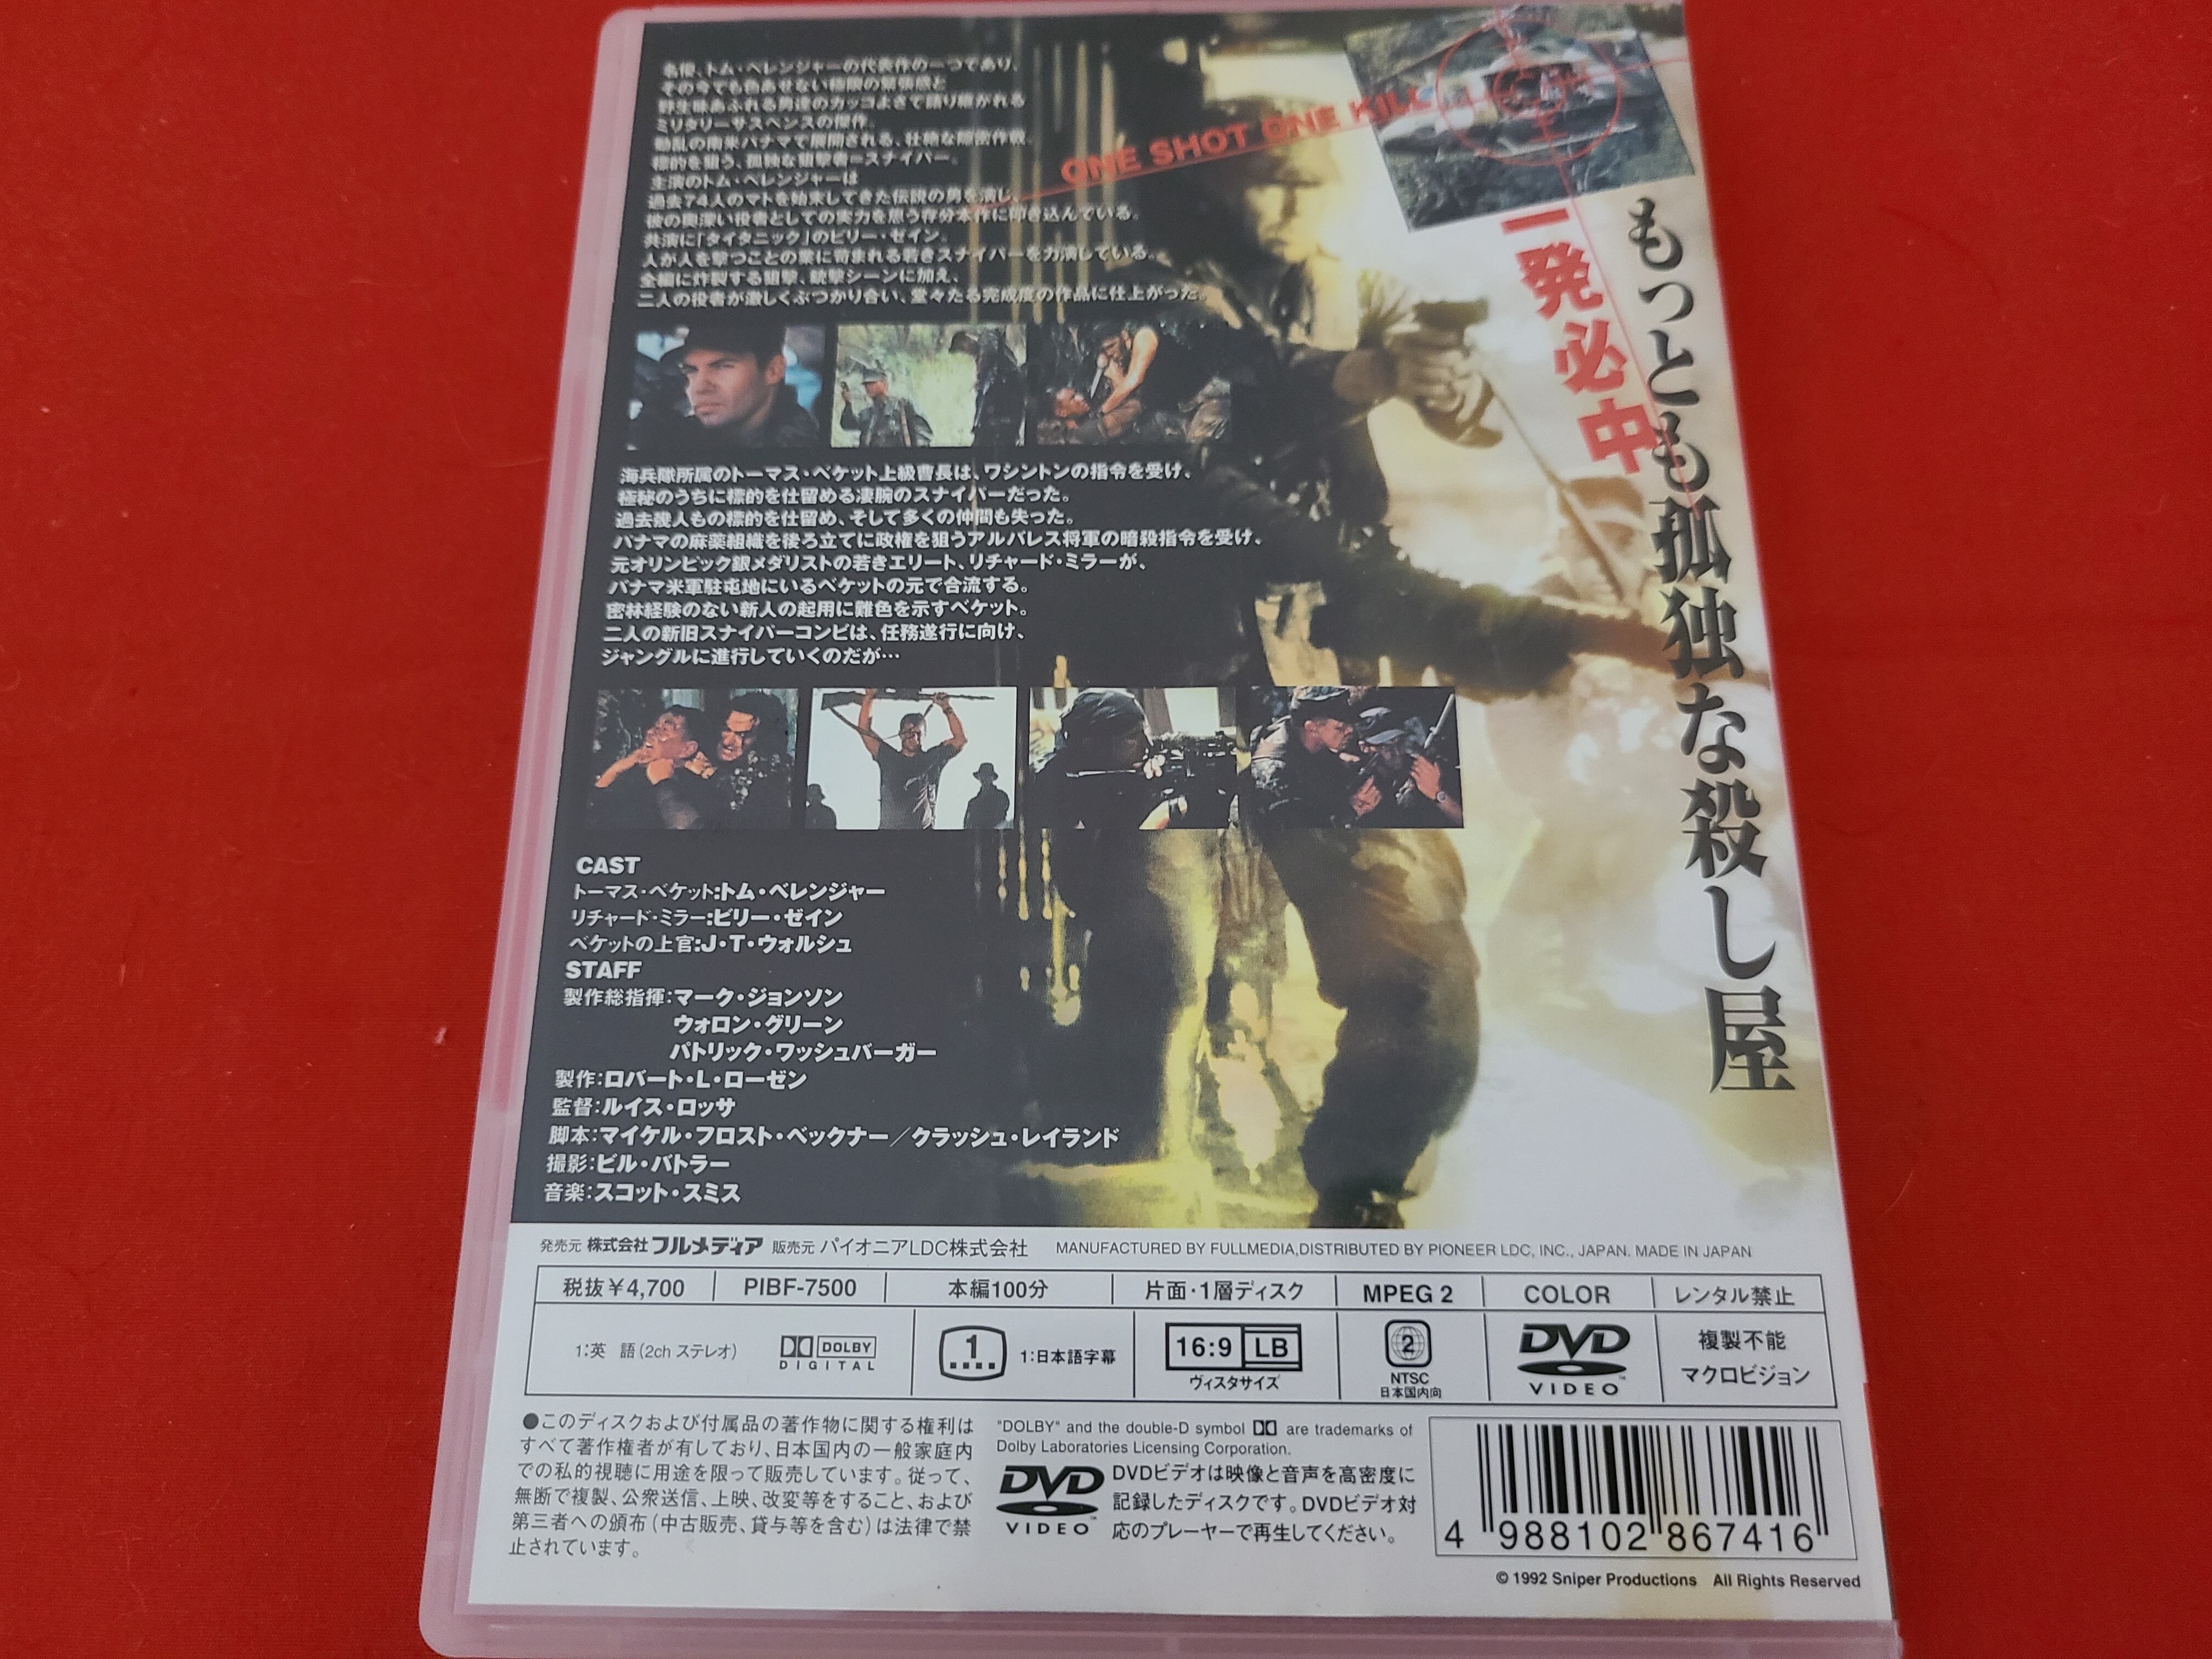 名優、トム・ベレンジャーの代表作の一つであり、
その今でも色あせない極限の緊張感と
野生味あふれる男達のカッコよさで語り継がれる
ミリタリーサスペンスの傑作。
動乱の南米パナマで展開される、壮絶な隠密作戦。
標的を狙う、孤独な狙撃者=スナイパー。
主演のトム・ベレンジャーは
過去74人のマトを始末してきた伝説の男を演じ、
彼の奥深い役者としての実力を思う存分本作に叩き込んでいる。
共演に「タイタニック」のビリー・ゼイン。
人が人を撃つことの業に苛まれる若きスナイパーを力演している。
全編に炸裂する狙撃、銃撃シーンに加え、
二人の役者が激しくぶつかり合い、堂々たる完成度の作品に仕上がった。
ONE SHOT ONE KILL
一発必中
もっとも孤独な殺し屋
海兵隊所属のトーマス・ベケット上級曹長は、ワシントンの指令を受け、
極秘のうちに標的を仕留める凄腕のスナイパーだった。
過去幾人もの標的を仕留め、そして多くの仲間も失った。
パナマの麻薬組織を後ろ立てに政権を狙うアルバレス将軍の暗殺指令を受け、
元オリンピック銀メダリストの若きエリート、リチャード・ミラーが、
パナマ米軍駐屯地にいるベケットの元で合流する。
密林経験のない新人の起用に難色を示すベケット。
二人の新旧スナイパーコンビは、任務遂行に向け、
ジャングルに進行していくのだが…
CAST
トーマス・ベケット:トム・ベレンジャー
リチャード・ミラー:ビリー・ゼイン
ベケットの上官:J・T・ウォルシュ
STAFF
製作総指揮:マーク・ジョンソン
ウォロン・グリーン
パトリック・ワッシュバーガー
製作:ロバート・L・ローゼン
監督:ルイス・ロッサ
脚本:マイケル・フロスト・ベックナー／クラッシュ・レイランド
撮影:ビル・バトラー
音楽:スコット・スミス
発売元 株式会社フルメディア 販売元 パイオニアLDC株式会社 MANUFACTURED BY FULLMEDIA,DISTRIBUTED BY PIONEER LDC, INC., JAPAN. MADE IN JAPAN
税抜￥4,700 PIBF-7500 本編100分 片面・1層ディスク MPEG 2 COLOR レンタル禁止
1:英 語(2ch ステレオ) DOLBY DIGITAL
1 1:日本語字幕
16:9 LB
ヴィスタサイズ
2
NTSC
日本国内向
DVD
VIDEO™
複製不能
マクロビジョン
●このディスクおよび付属品の著作物に関する権利は
すべて著作権者が有しており、日本国内の一般家庭内
での私的視聴に用途を限って販売しています。従って、
無断で複製、公衆送信、上映、改変等をすること、および
第三者への頒布(中古販売、貸与等を含む)は法律で禁
止されています。
"DOLBY" and the double-D symbol are trademarks of
Dolby Laboratories Licensing Corporation.
DVD
VIDEO™
DVDビデオは映像と音声を高密度に
記録したディスクです。DVDビデオ対
応のプレーヤーで再生してください。
4 988102 867416
© 1992 Sniper Productions All Rights Reserved